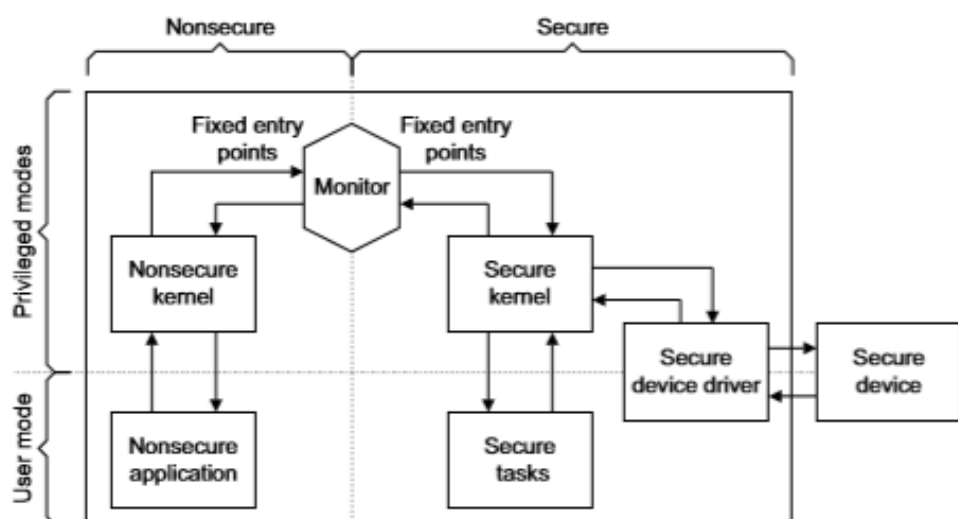 Nonsecure
Secure
Privileged modes
User mode
Fixed entry
points
Fixed entry
points
Monitor
Nonsecure
kernel
Secure
kernel
Secure
device driver
Secure
device
Nonsecure
application
Secure
tasks